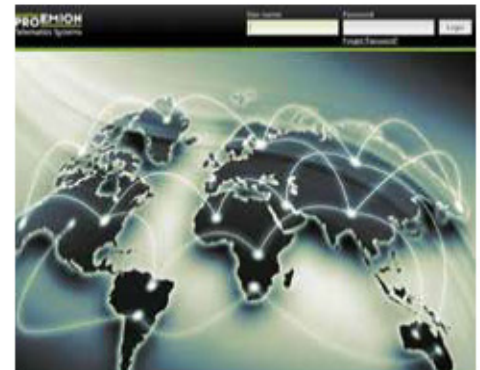 PROEMION
Telematics Systems
User name
Password
Login
Forgot Password?